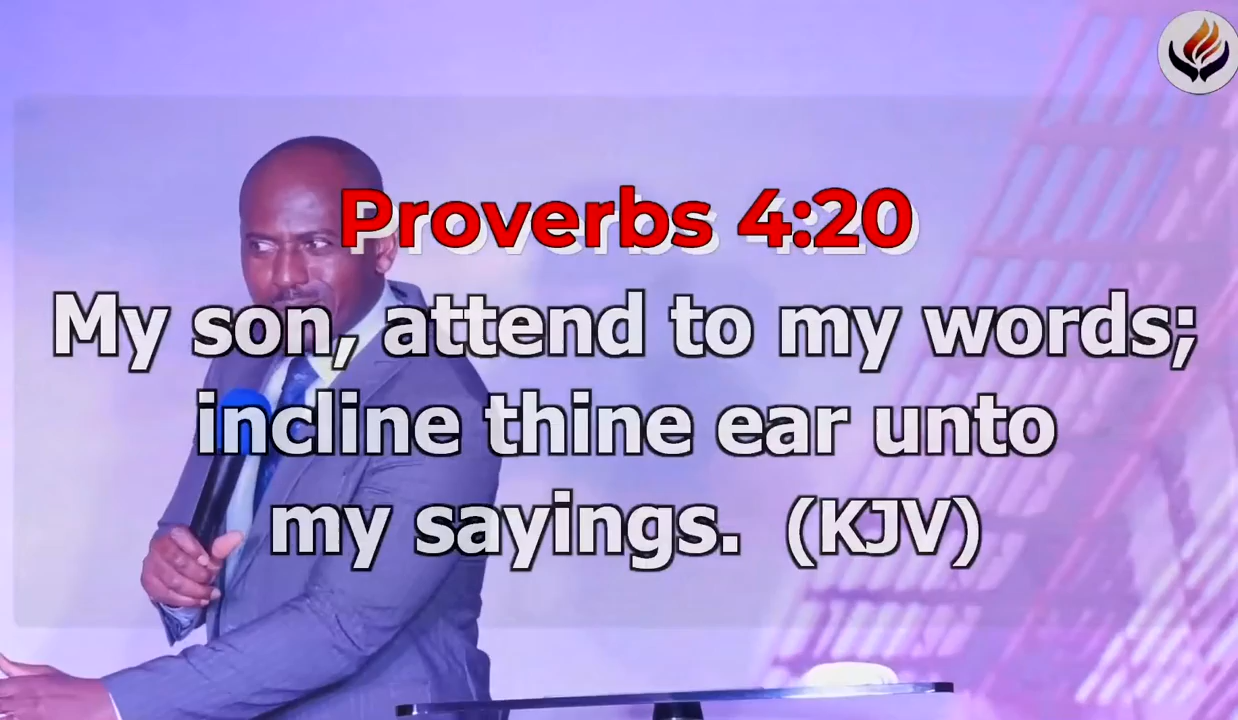 Proverbs 4:20
My son, attend to my words;
incline thine ear unto
my sayings. (KJV)